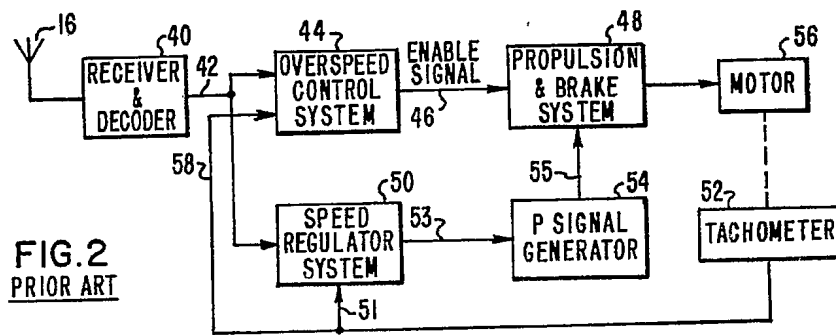 16
40
RECEIVER
&
DECODER
42
44
OVERSPEED
CONTROL
SYSTEM
ENABLE
SIGNAL
46
48
PROPULSION
& BRAKE
SYSTEM
56
MOTOR
58
50
SPEED
REGULATOR
SYSTEM
51
53
55
54
P SIGNAL
GENERATOR
52
TACHOMETER
FIG.2
PRIOR ART